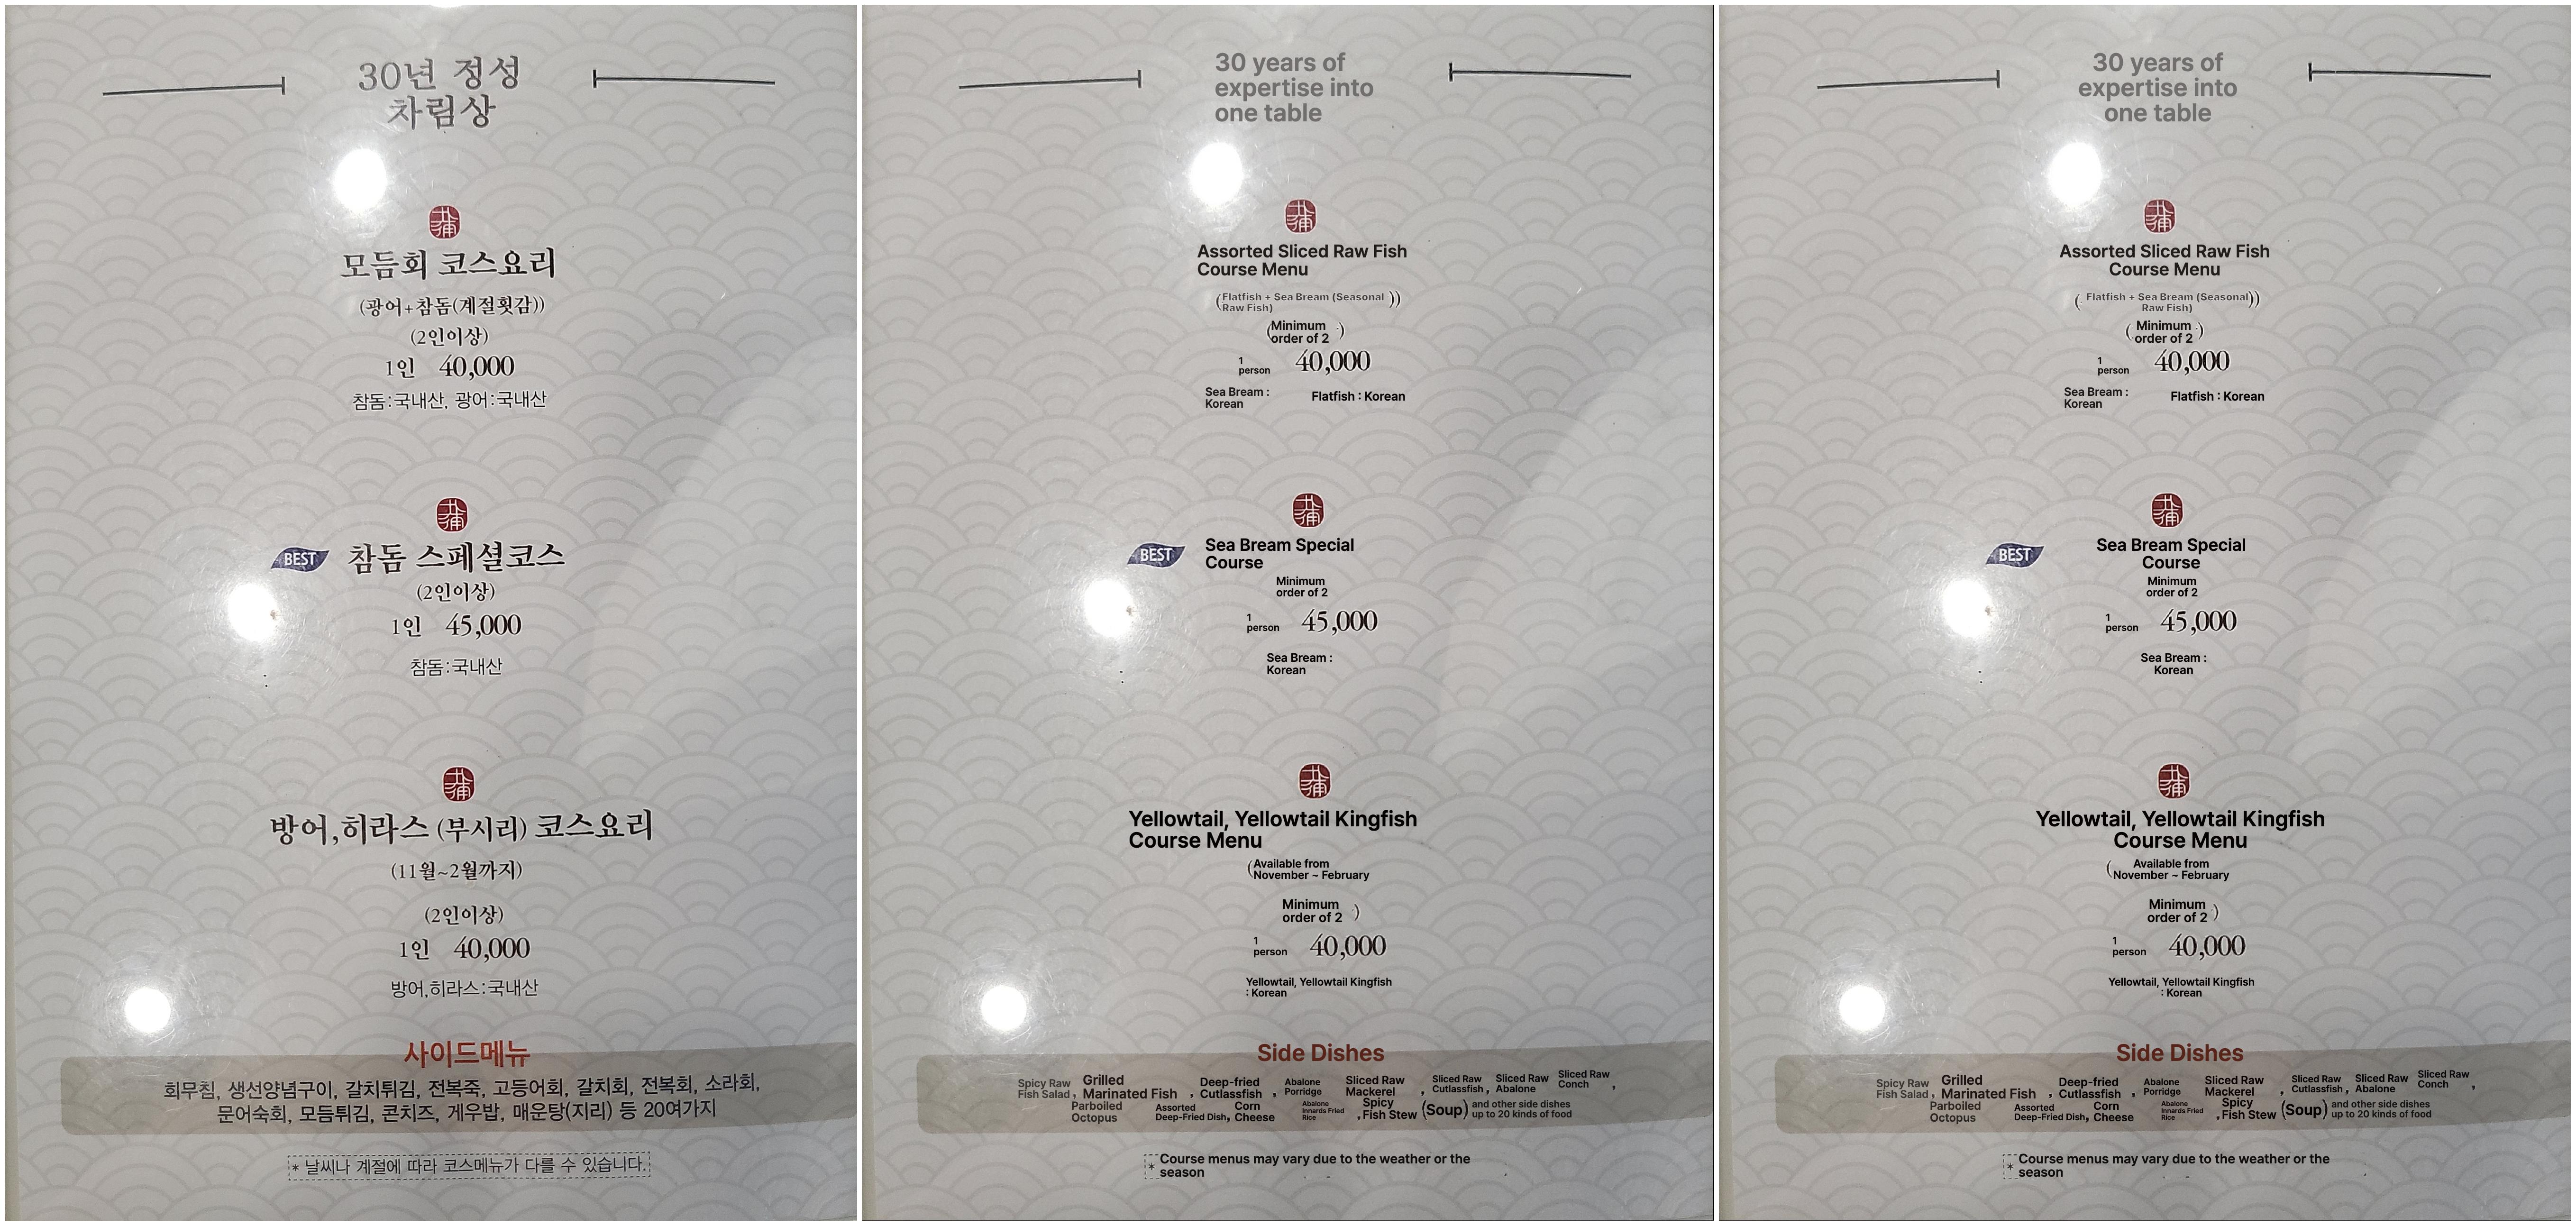 30년 정성
차림상
모듬회 코스요리
(광어+참돔(계절횟감))
(2인이상)
1인 40,000
참돔:국내산, 광어:국내산
BEST 참돔 스페셜코스
(2인이상)
1인 45,000
참돔:국내산
방어,히라스 (부시리) 코스요리
(11월~2월까지)
(2인이상)
1인 40,000
방어,히라스:국내산
사이드메뉴
회무침, 생선양념구이, 갈치튀김, 전복죽, 고등어회, 갈치회, 전복회, 소라회,
문어숙회, 모듬튀김, 콘치즈, 게우밥, 매운탕(지리) 등 20여가지
* 날씨나 계절에 따라 코스메뉴가 다를 수 있습니다.
30 years of
expertise into
one table
Assorted Sliced Raw Fish
Course Menu
(Flatfish + Sea Bream (Seasonal
Raw Fish)))
(Minimum
order of 2)
1
person 40,000
Sea Bream :
Korean
Flatfish : Korean
BEST
Sea Bream Special
Course
Minimum
order of 2
1
person 45,000
Sea Bream :
Korean
Yellowtail, Yellowtail Kingfish
Course Menu
(Available from
November ~ February
Minimum
order of 2)
1
person 40,000
Yellowtail, Yellowtail Kingfish
: Korean
Side Dishes
Spicy Raw
Fish Salad,
Grilled
Marinated Fish,
Deep-fried
Cutlassfish,
Abalone
Porridge
Sliced Raw
Mackerel,
Sliced Raw
Cutlassfish,
Sliced Raw
Abalone
Sliced Raw
Conch,
Parboiled
Octopus
Assorted
Deep-Fried Dish,
Corn
Cheese
Abalone
Innards Fried
Rice
Spicy
,Fish Stew (Soup)
and other side dishes
up to 20 kinds of food
* Course menus may vary due to the weather or the
season
30 years of
expertise into
one table
Assorted Sliced Raw Fish
Course Menu
(Flatfish + Sea Bream (Seasonal
Raw Fish)))
(Minimum
order of 2)
1
person 40,000
Sea Bream :
Korean
Flatfish : Korean
BEST
Sea Bream Special
Course
Minimum
order of 2
1
person 45,000
Sea Bream :
Korean
Yellowtail, Yellowtail Kingfish
Course Menu
(Available from
November ~ February
Minimum
order of 2)
1
person 40,000
Yellowtail, Yellowtail Kingfish
: Korean
Side Dishes
Spicy Raw
Fish Salad,
Grilled
Marinated Fish,
Deep-fried
Cutlassfish,
Abalone
Porridge
Sliced Raw
Mackerel,
Sliced Raw
Cutlassfish,
Sliced Raw
Abalone
Sliced Raw
Conch,
Parboiled
Octopus
Assorted
Deep-Fried Dish,
Corn
Cheese
Abalone
Innards Fried
Rice
Spicy
,Fish Stew (Soup)
and other side dishes
up to 20 kinds of food
* Course menus may vary due to the weather or the
season